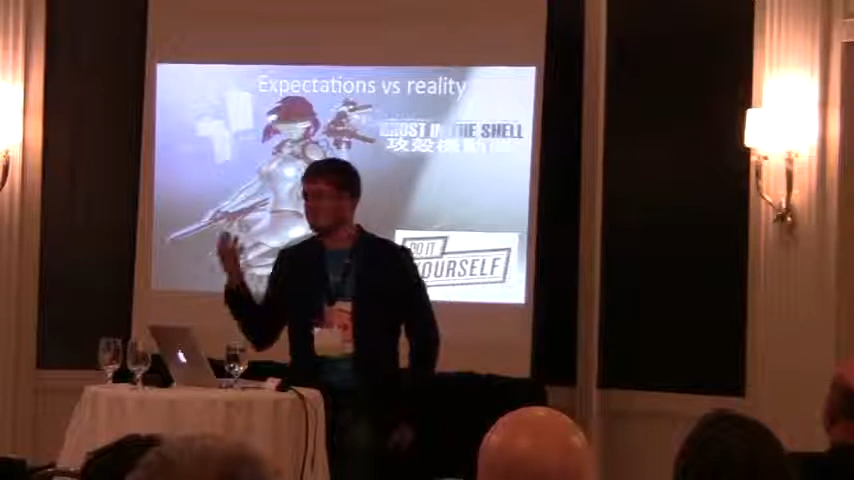 Expectations vs reality
GHOST IN THE SHELL
攻殻機動隊
DO IT
YOURSELF